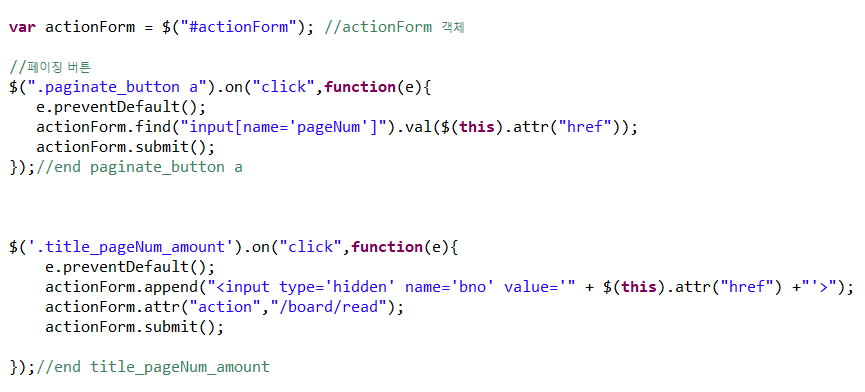 var actionForm = $("#actionForm"); //actionForm 객체
//페이징 버튼
$(".paginate_button a").on("click",function(e){
e.preventDefault();
actionForm.find("input[name='pageNum']").val($(this).attr("href"));
actionForm.submit();
});//end paginate_button a
$('.title_pageNum_amount').on("click",function(e){
e.preventDefault();
actionForm.append("<input type='hidden' name='bno' value='" + $(this).attr("href") +"'>");
actionForm.attr("action","/board/read");
actionForm.submit();
});//end title_pageNum_amount